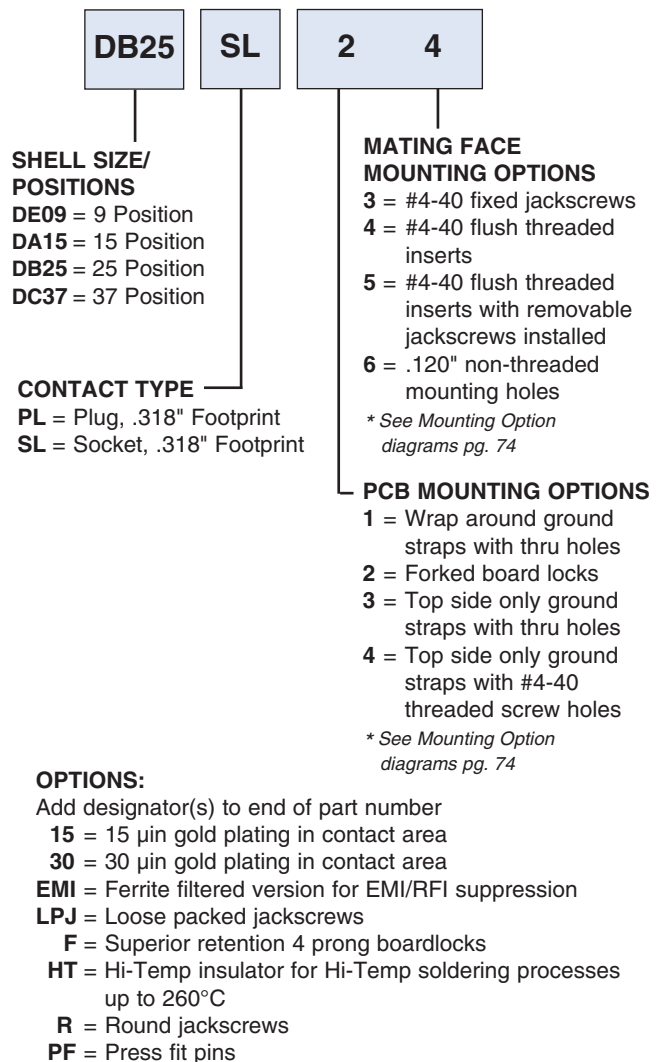 DB25 SL 2 4
SHELL SIZE/
POSITIONS
DE09 = 9 Position
DA15 = 15 Position
DB25 = 25 Position
DC37 = 37 Position
CONTACT TYPE
PL = Plug, .318" Footprint
SL = Socket, .318" Footprint
MATING FACE
MOUNTING OPTIONS
3 = #4-40 fixed jackscrews
4 = #4-40 flush threaded
inserts
5 = #4-40 flush threaded
inserts with removable
jackscrews installed
6 = .120" non-threaded
mounting holes
* See Mounting Option
diagrams pg. 74
PCB MOUNTING OPTIONS
1 = Wrap around ground
straps with thru holes
2 = Forked board locks
3 = Top side only ground
straps with thru holes
4 = Top side only ground
straps with #4-40
threaded screw holes
* See Mounting Option
diagrams pg. 74
OPTIONS:
Add designator(s) to end of part number
15 = 15 µin gold plating in contact area
30 = 30 µin gold plating in contact area
EMI = Ferrite filtered version for EMI/RFI suppression
LPJ = Loose packed jackscrews
F = Superior retention 4 prong boardlocks
HT = Hi-Temp insulator for Hi-Temp soldering processes
up to 260°C
R = Round jackscrews
PF = Press fit pins